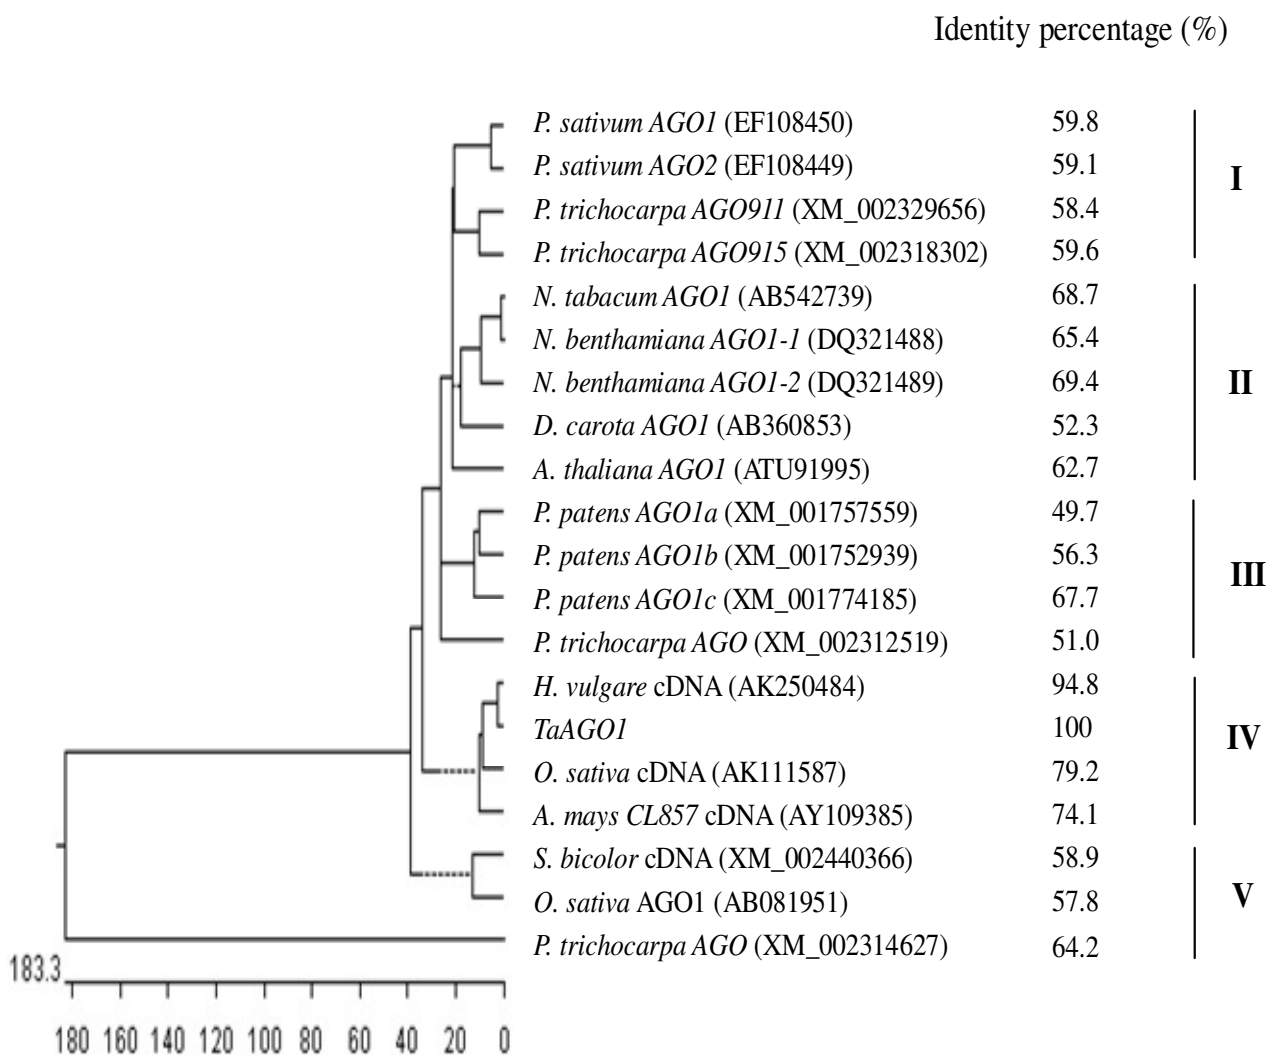 Identity percentage (%)
P. sativum AGO1 (EF108450) 59.8
P. sativum AGO2 (EF108449) 59.1
I
P. trichocarpa AGO911 (XM_002329656) 58.4
P. trichocarpa AGO915 (XM_002318302) 59.6
N. tabacum AGO1 (AB542739) 68.7
N. benthamiana AGO1-1 (DQ321488) 65.4
N. benthamiana AGO1-2 (DQ321489) 69.4
II
D. carota AGO1 (AB360853) 52.3
A. thaliana AGO1 (ATU91995) 62.7
P. patens AGO1a (XM_001757559) 49.7
P. patens AGO1b (XM_001752939) 56.3
III
P. patens AGO1c (XM_001774185) 67.7
P. trichocarpa AGO (XM_002312519) 51.0
H. vulgare cDNA (AK250484) 94.8
TaAGO1 100
IV
O. sativa cDNA (AK111587) 79.2
A. mays CL857 cDNA (AY109385) 74.1
S. bicolor cDNA (XM_002440366) 58.9
V
O. sativa AGO1 (AB081951) 57.8
P. trichocarpa AGO (XM_002314627) 64.2
183.3
180 160 140 120 100 80 60 40 20 0